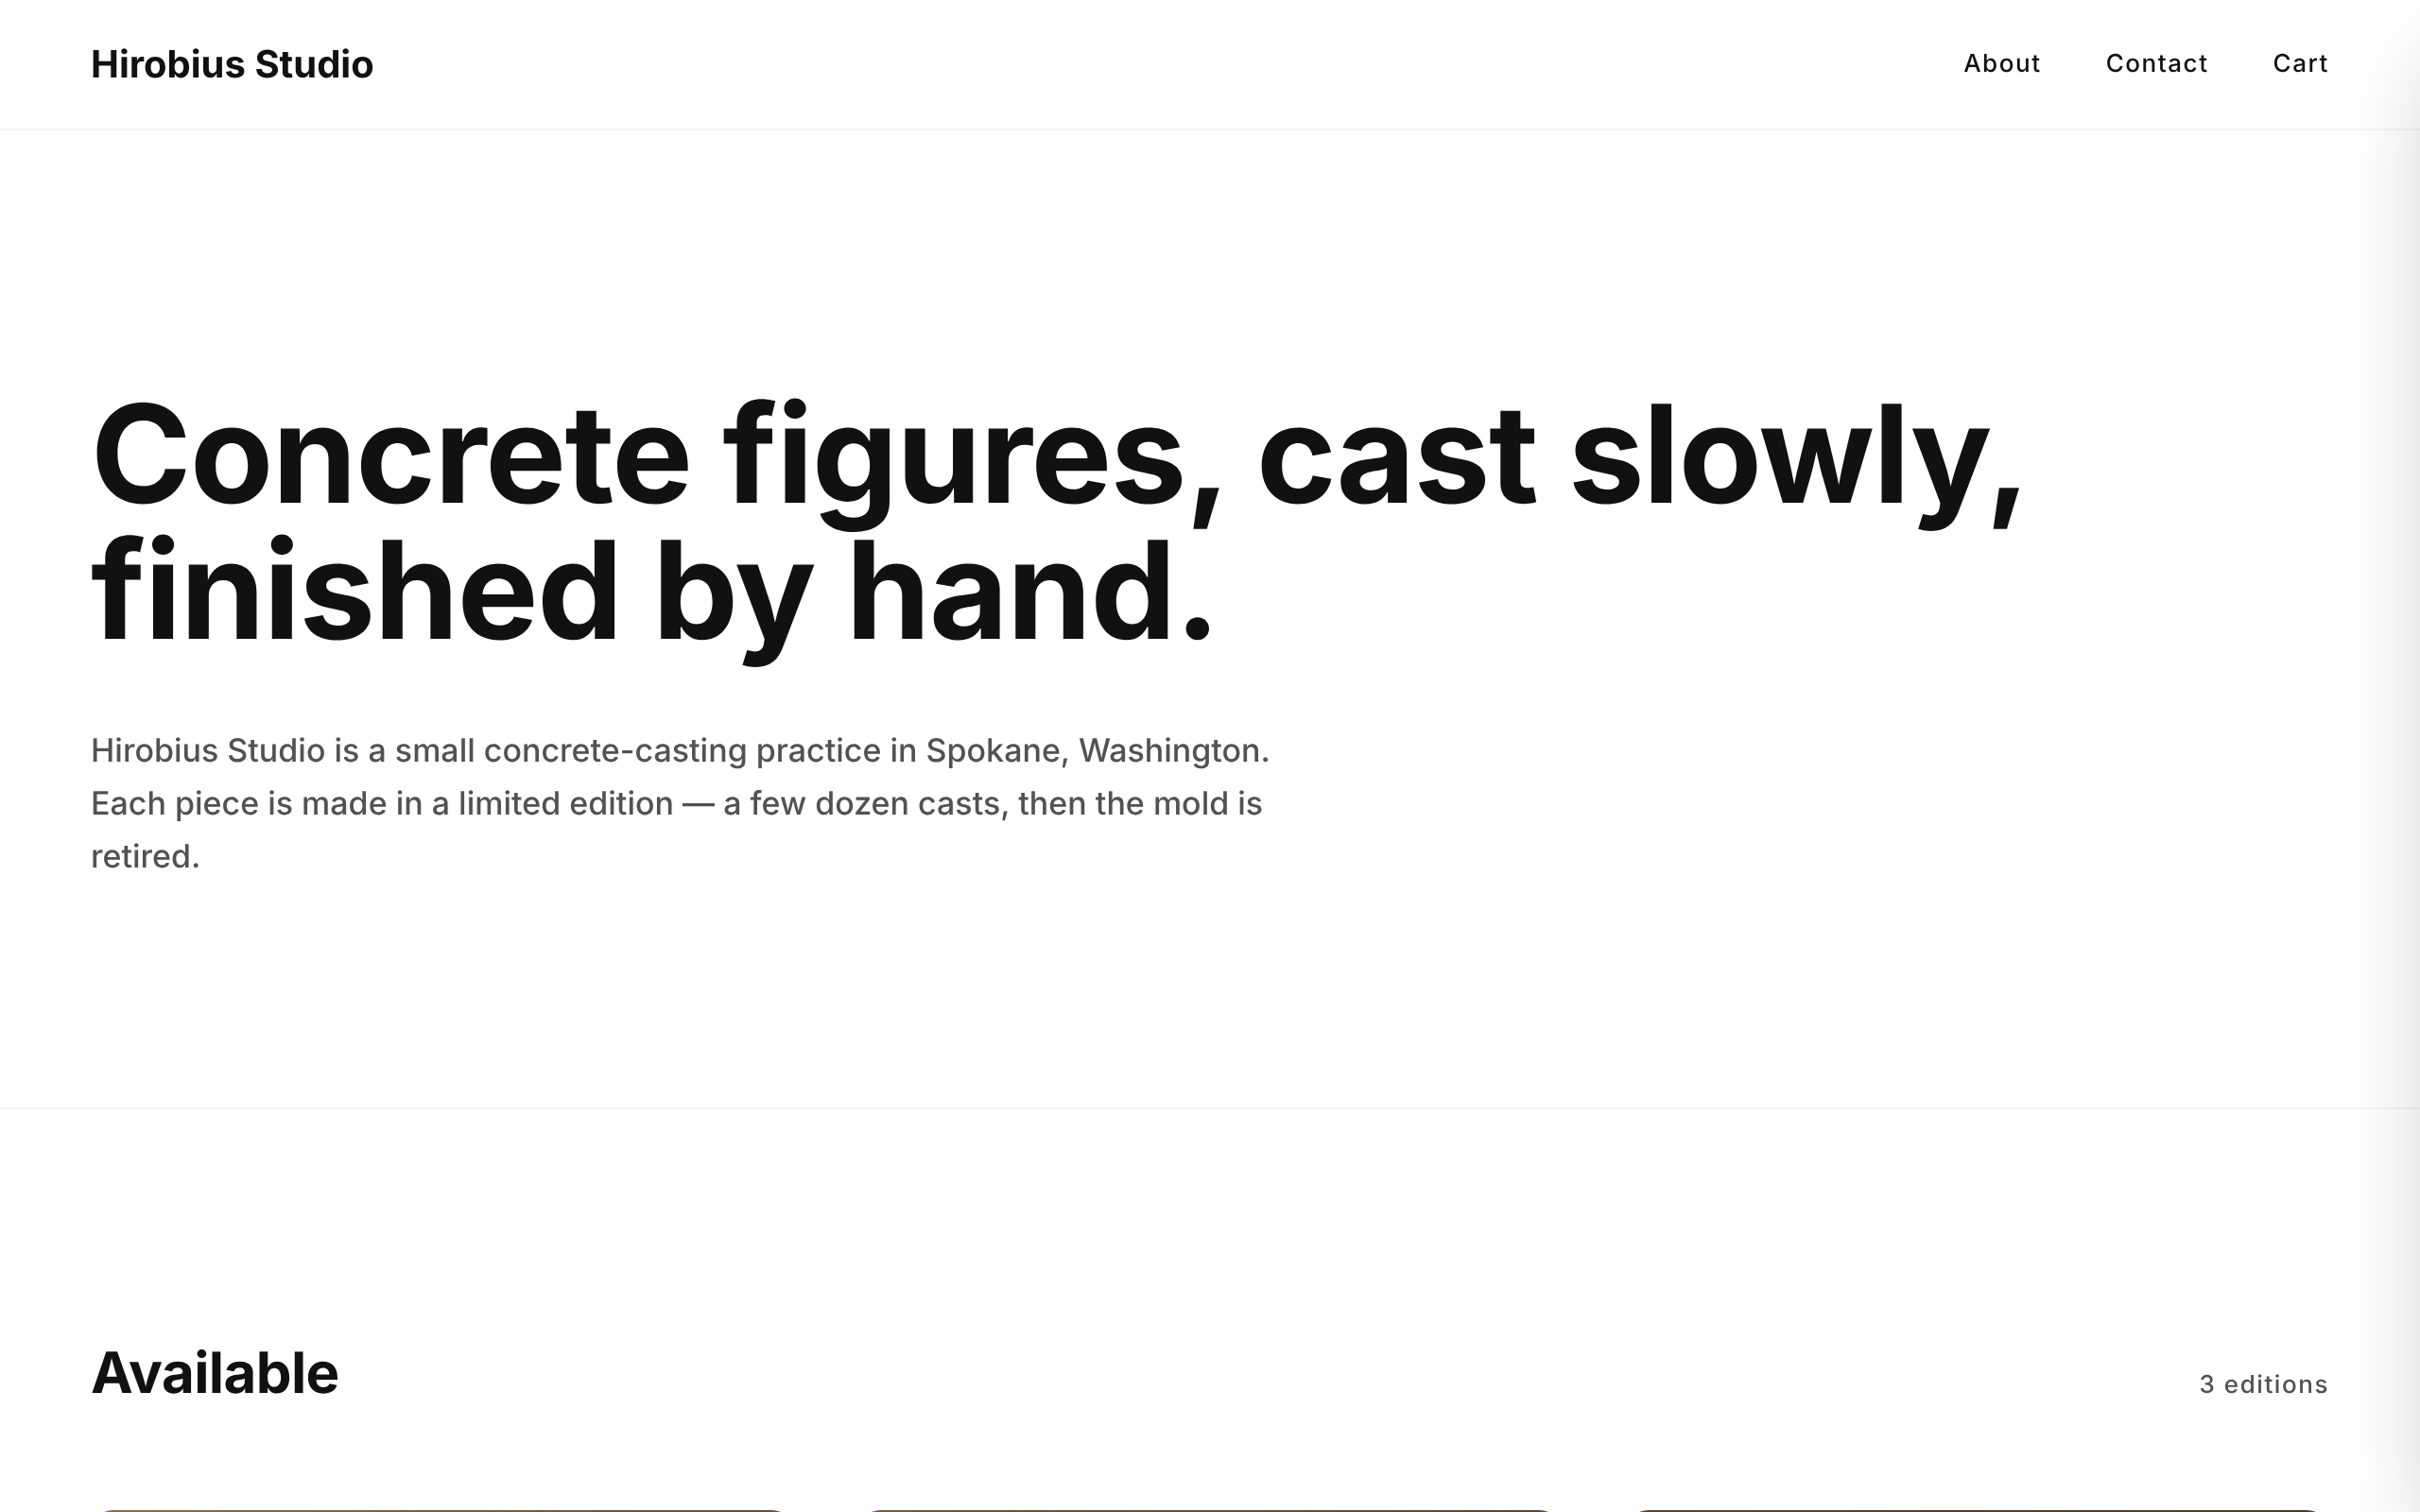 Hirobius Studio
About Contact Cart
Concrete figures, cast slowly,
finished by hand.
Hirobius Studio is a small concrete-casting practice in Spokane, Washington.
Each piece is made in a limited edition — a few dozen casts, then the mold is
retired.
Available
3 editions